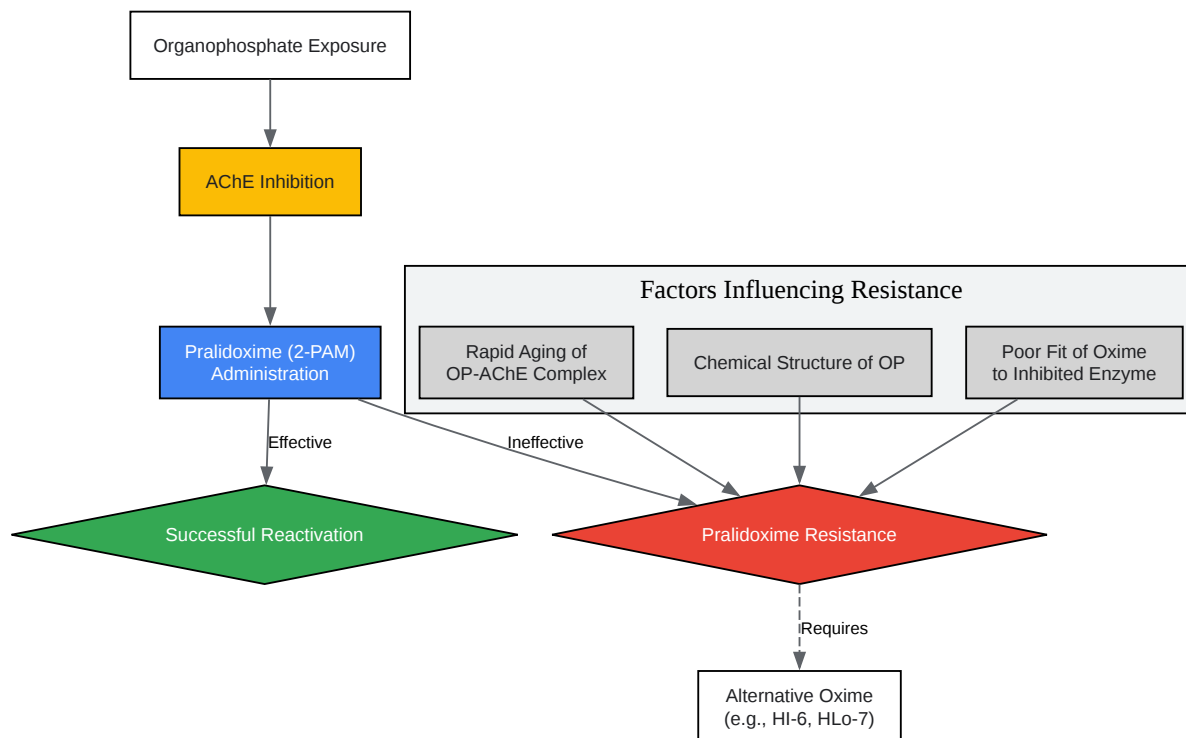 Organophosphate Exposure
AChE Inhibition
Factors Influencing Resistance
Pralidoxime (2-PAM)
Administration
Rapid Aging of
OP-AChE Complex
Chemical Structure of OP
Poor Fit of Oxime
to Inhibited Enzyme
Effective
Ineffective
Successful Reactivation
Pralidoxime Resistance
Requires
Alternative Oxime
(e.g., HI-6, HLo-7)